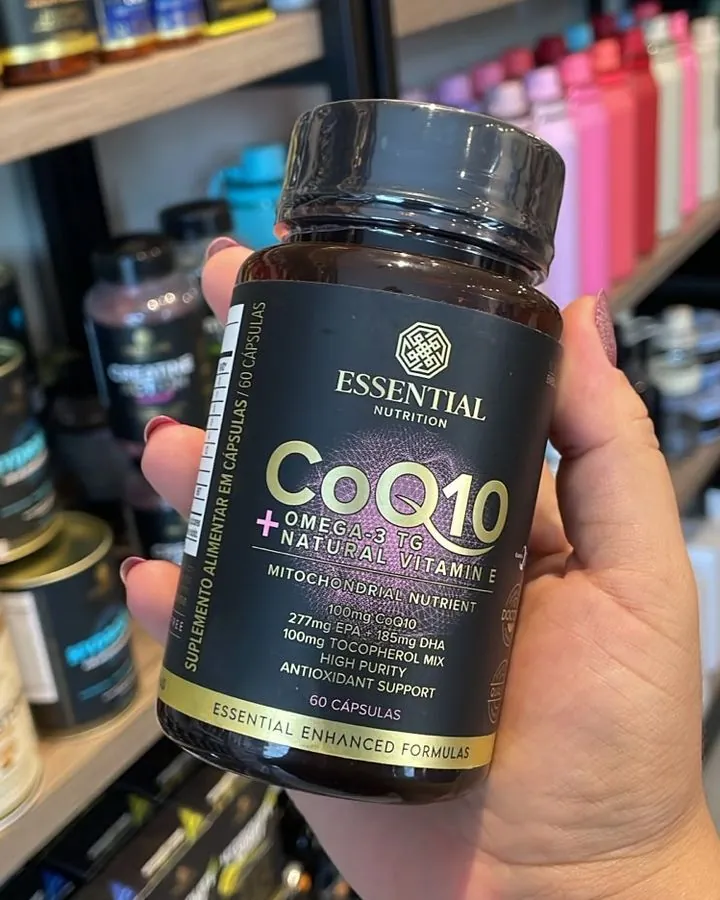 ESSENTIAL
NUTRITION
CoQ10
+ OMEGA-3 TG
NATURAL VITAMIN E
MITOCHONDRIAL NUTRIENT
100mg CoQ10
277mg EPA + 185mg DHA
100mg TOCOPHEROL MIX
HIGH PURITY
ANTIOXIDANT SUPPORT
60 CÁPSULAS
ESSENTIAL ENHANCED FORMULAS
SUPLEMENTO ALIMENTAR EM CÁPSULAS / 60 CÁPSULAS
CREATINE